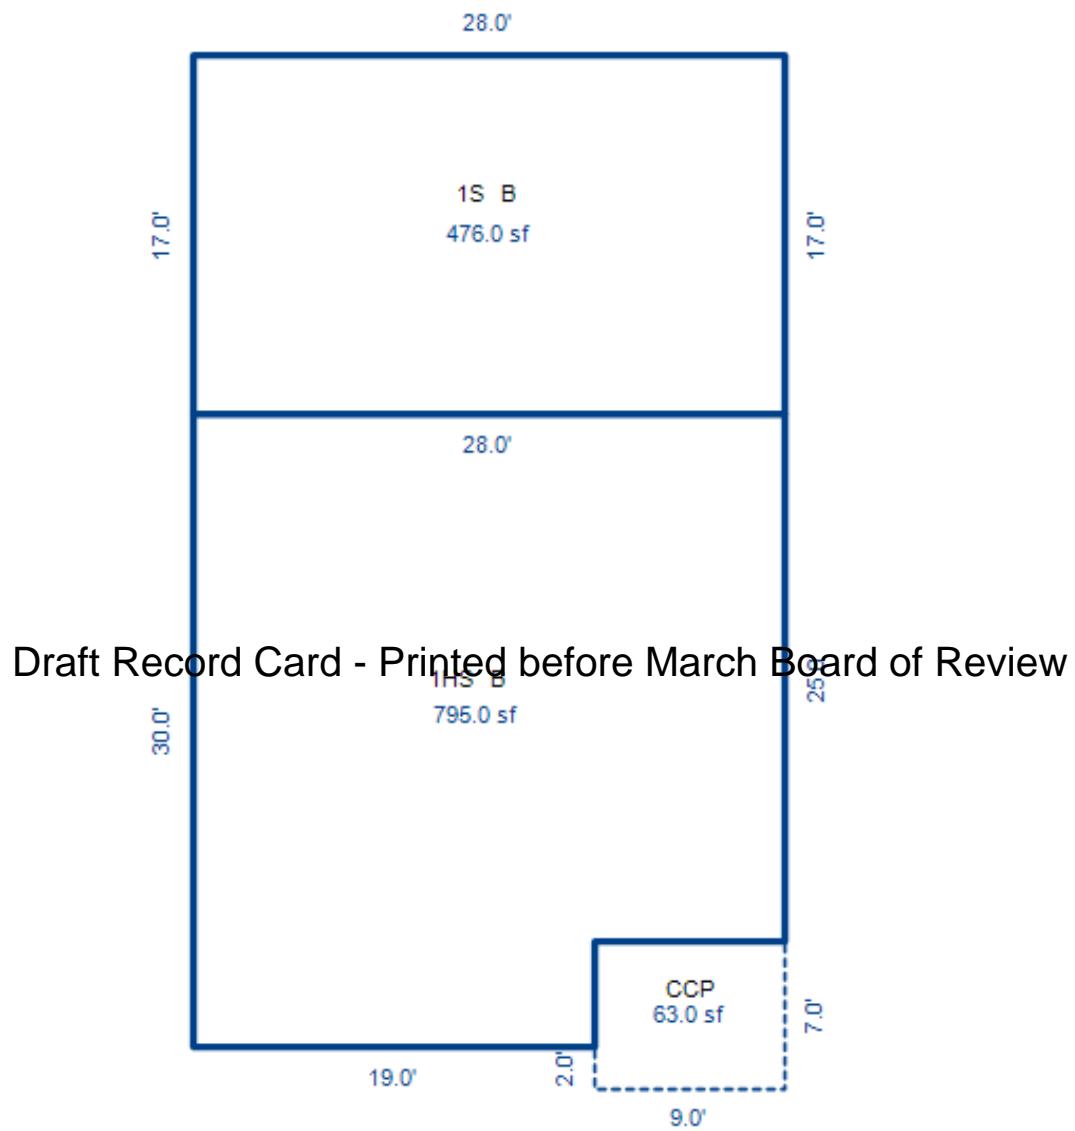 28.0'
1S B
476.0 sf
17.0'
17.0'
28.0'
Draft Record Card - Printed before March Board of Review
1HS B
795.0 sf
30.0'
CCP
63.0 sf
7.0'
2.0'
19.0'
9.0'